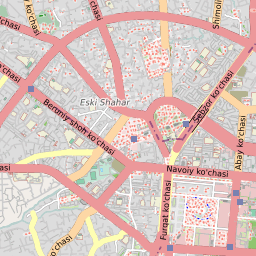 Shimoliy
ko'chasi
ko'chasi
Beruniy shoh ko'chasi
Eski Shahar
Sebzor ko'chasi
Abay ko'chasi
Navoiy ko'chasi
Furqat ko'chasi
ko'chasi